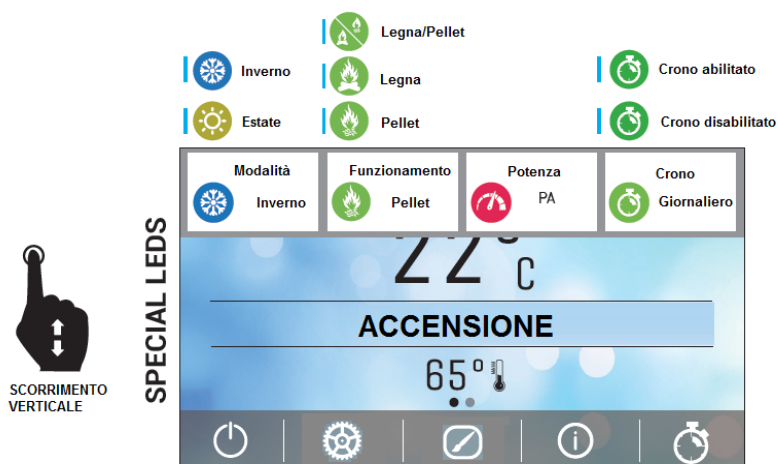 Legna/Pellet
Inverno
Legna
Crono abilitato
Estate
Pellet
Crono disabilitato
Modalità
Inverno
Funzionamento
Pellet
Potenza
PA
Crono
Giornaliero
SPECIAL LEDS
22°C
ACCENSIONE
65°
SCORRIMENTO
VERTICALE